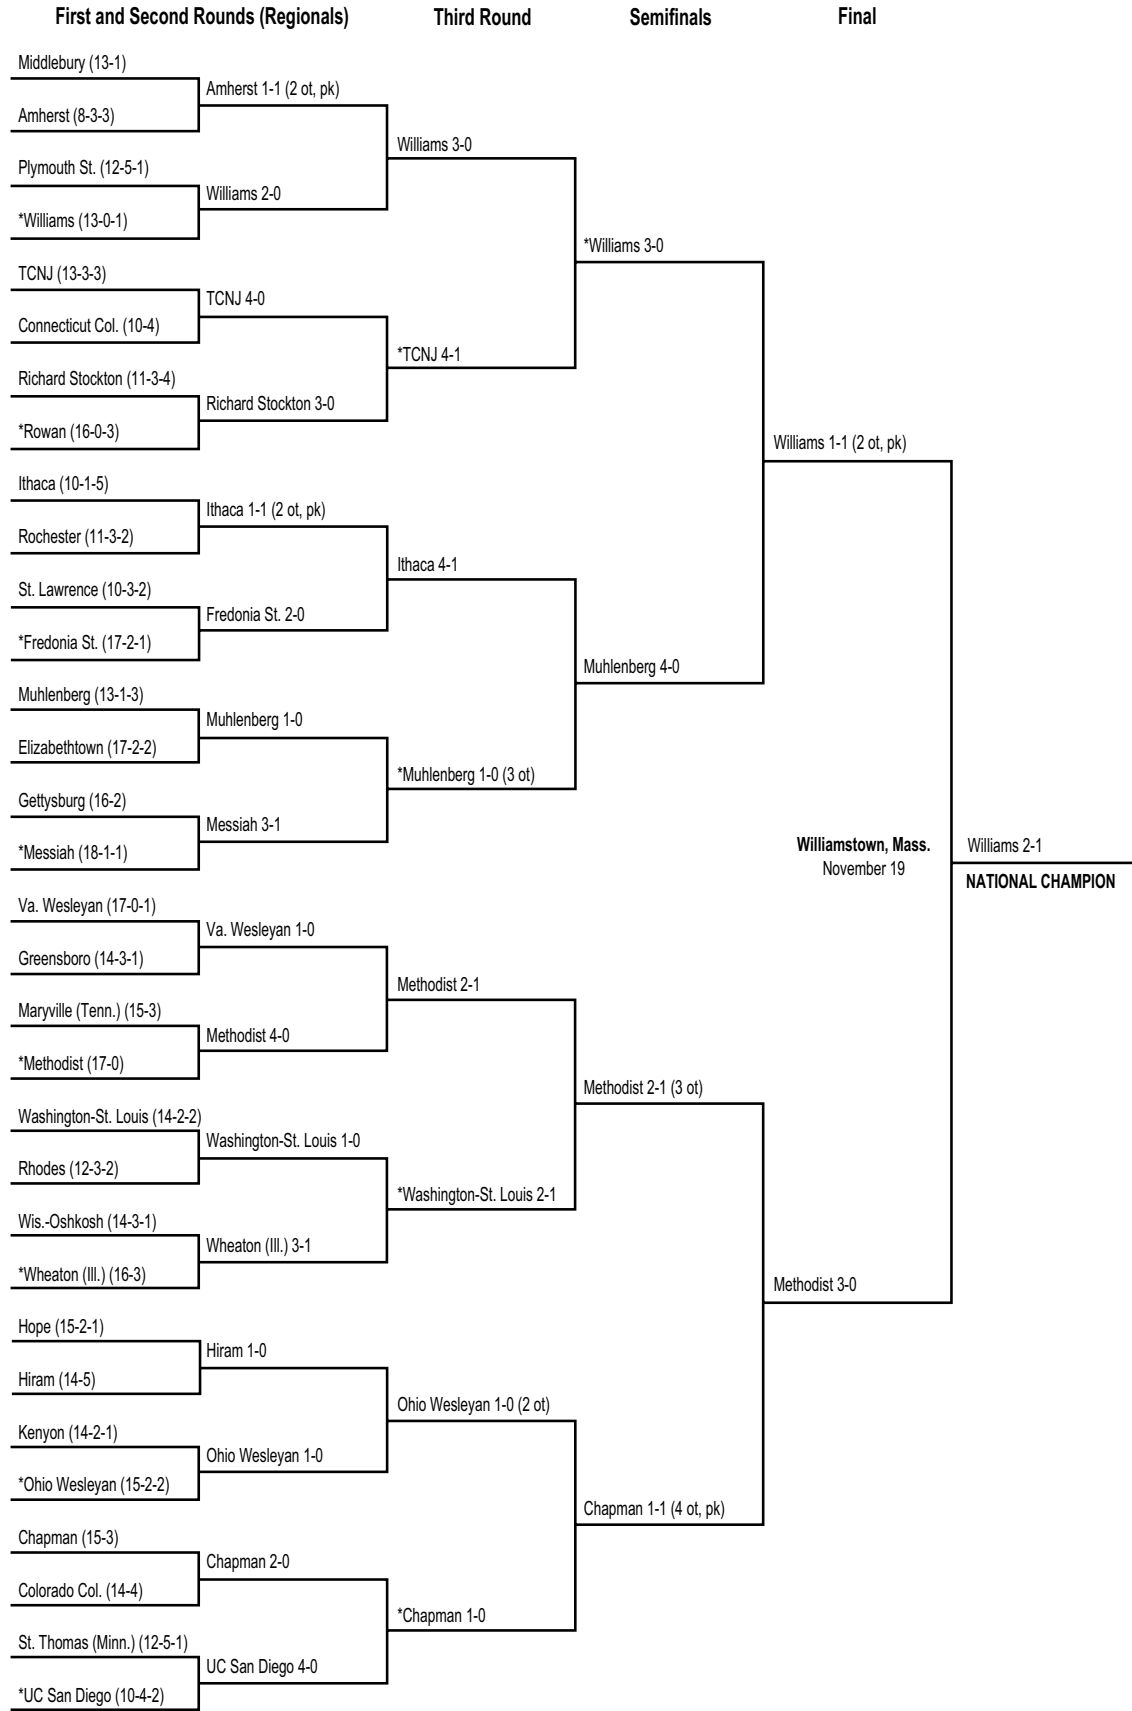 First and Second Rounds (Regionals)
Third Round
Semifinals
Final
Middlebury (13-1)
Amherst (8-3-3)
Plymouth St. (12-5-1)
*Williams (13-0-1)
TCNJ (13-3-3)
Connecticut Col. (10-4)
Richard Stockton (11-3-4)
*Rowan (16-0-3)
Ithaca (10-1-5)
Rochester (11-3-2)
St. Lawrence (10-3-2)
*Fredonia St. (17-2-1)
Muhlenberg (13-1-3)
Elizabethtown (17-2-2)
Gettysburg (16-2)
*Messiah (18-1-1)
Va. Wesleyan (17-0-1)
Greensboro (14-3-1)
Maryville (Tenn.) (15-3)
*Methodist (17-0)
Washington-St. Louis (14-2-2)
Rhodes (12-3-2)
Wis.-Oshkosh (14-3-1)
*Wheaton (Ill.) (16-3)
Hope (15-2-1)
Hiram (14-5)
Kenyon (14-2-1)
*Ohio Wesleyan (15-2-2)
Chapman (15-3)
Colorado Col. (14-4)
St. Thomas (Minn.) (12-5-1)
*UC San Diego (10-4-2)
Amherst 1-1 (2 ot, pk)
Williams 2-0
TCNJ 4-0
Richard Stockton 3-0
Ithaca 1-1 (2 ot, pk)
Fredonia St. 2-0
Muhlenberg 1-0
Messiah 3-1
Va. Wesleyan 1-0
Methodist 4-0
Washington-St. Louis 1-0
Wheaton (Ill.) 3-1
Hiram 1-0
Ohio Wesleyan 1-0
Chapman 2-0
UC San Diego 4-0
Williams 3-0
*TCNJ 4-1
Ithaca 4-1
*Muhlenberg 1-0 (3 ot)
Methodist 2-1
*Washington-St. Louis 2-1
Ohio Wesleyan 1-0 (2 ot)
*Chapman 1-0
*Williams 3-0
Muhlenberg 4-0
Methodist 2-1 (3 ot)
Chapman 1-1 (4 ot, pk)
Williams 1-1 (2 ot, pk)
Methodist 3-0
Williamstown, Mass.
November 19
Williams 2-1
NATIONAL CHAMPION